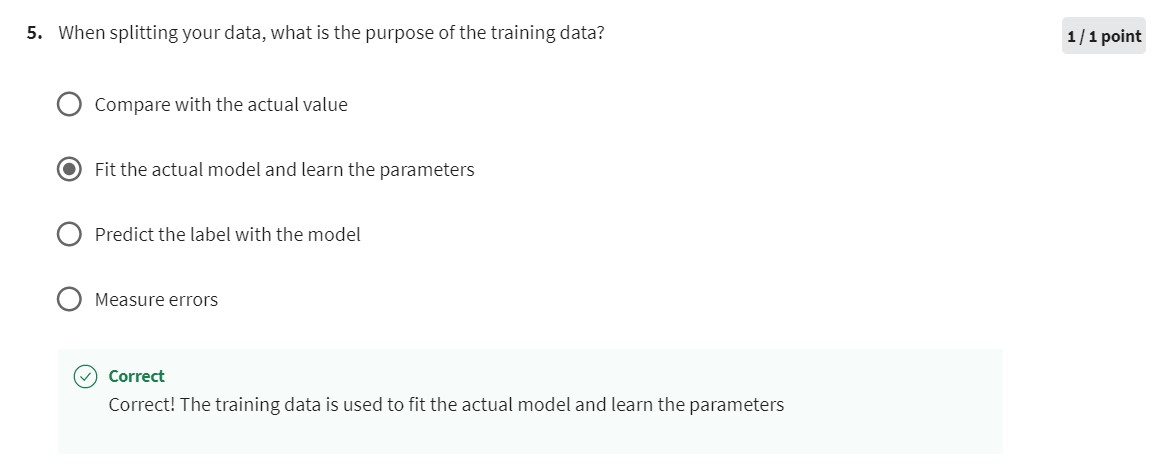 5. When splitting your data, what is the purpose of the training data?
1 / 1 point
Compare with the actual value
Fit the actual model and learn the parameters
Predict the label with the model
Measure errors
Correct
Correct! The training data is used to fit the actual model and learn the parameters